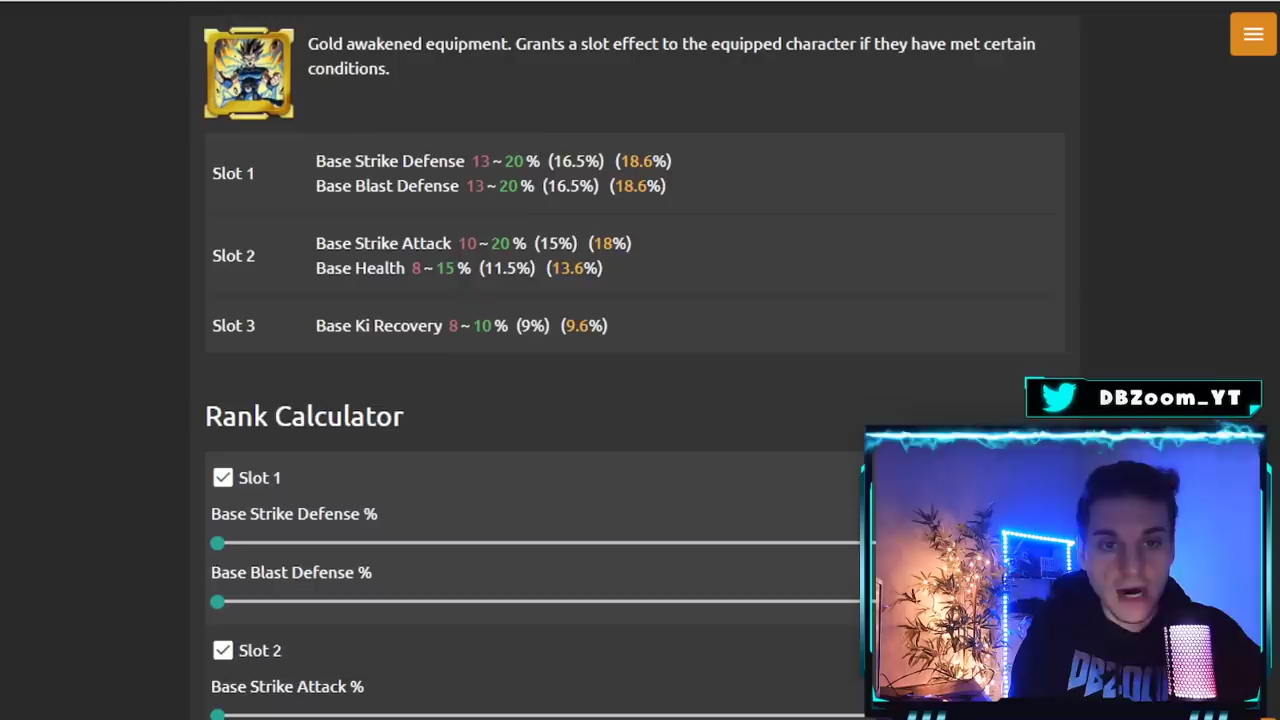 Gold awakened equipment. Grants a slot effect to the equipped character if they have met certain
conditions.
Slot 1
Base Strike Defense 13 ~ 20 % (16.5%) (18.6%)
Base Blast Defense 13 ~ 20 % (16.5%) (18.6%)
Slot 2
Base Strike Attack 10 ~ 20 % (15%) (18%)
Base Health 8 ~ 15 % (11.5%) (13.6%)
Slot 3
Base Ki Recovery 8 ~ 10 % (9%) (9.6%)
Rank Calculator
DBZoom_YT
Slot 1
Base Strike Defense %
Base Blast Defense %
Slot 2
Base Strike Attack %